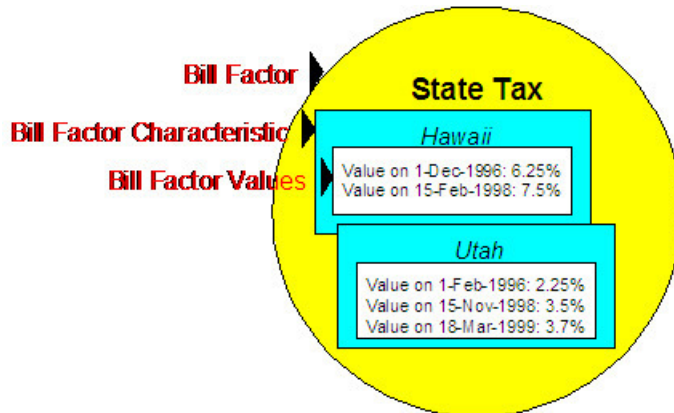 Bill Factor
State Tax
Bill Factor Characteristic
Hawaii
Bill Factor Values
Value on 1-Dec-1996: 6.25%
Value on 15-Feb-1998: 7.5%
Utah
Value on 1-Feb-1996: 2.25%
Value on 15-Nov-1998: 3.5%
Value on 18-Mar-1999: 3.7%